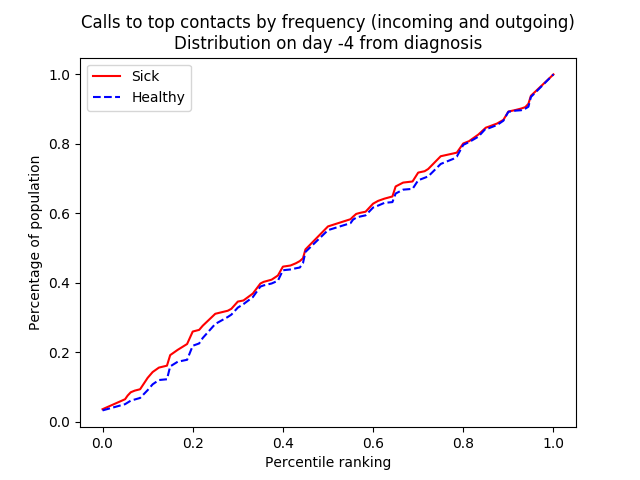 Calls to top contacts by frequency (incoming and outgoing)
Distribution on day -4 from diagnosis
Sick
Healthy
Percentage of population
1.0
0.8
0.6
0.4
0.2
0.0
0.0 0.2 0.4 0.6 0.8 1.0
Percentile ranking